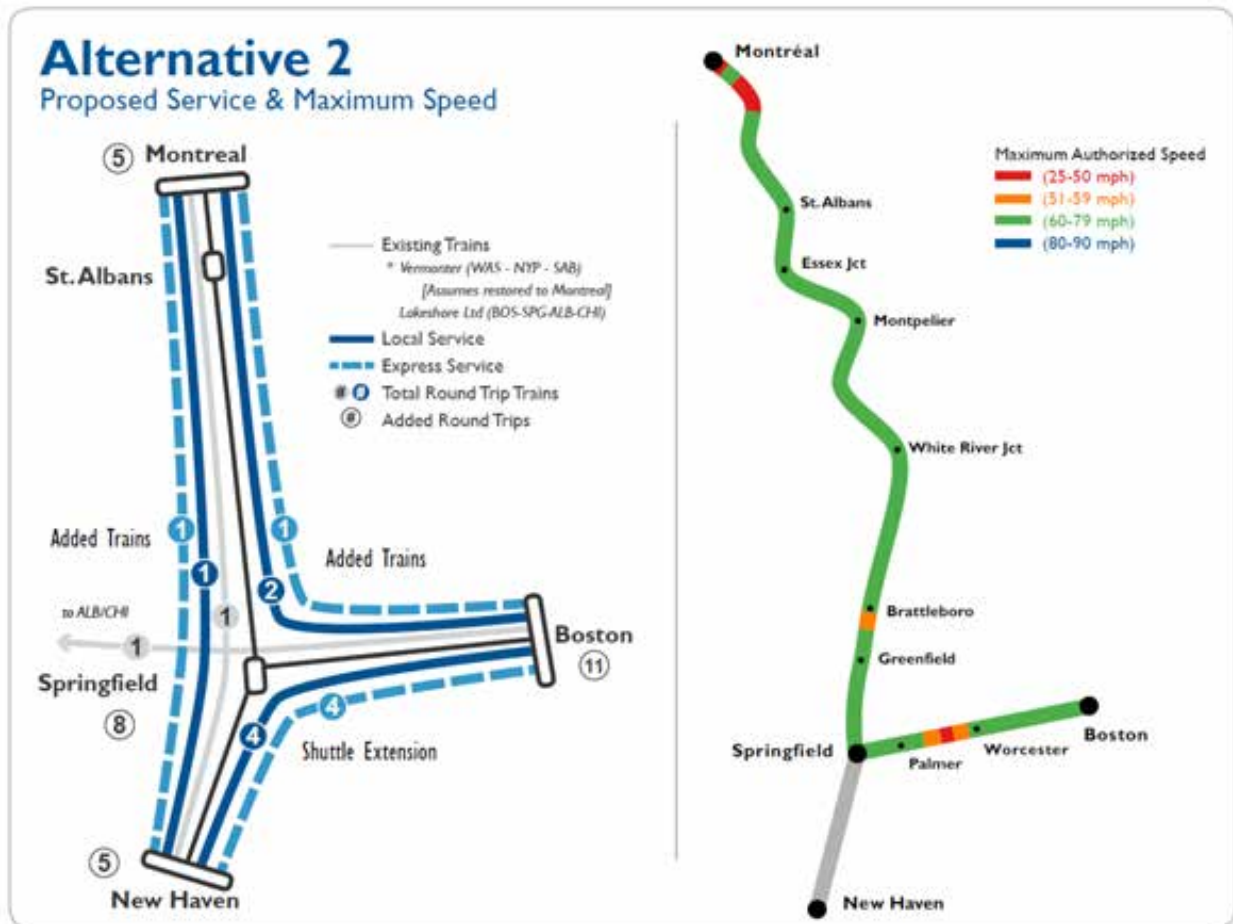 Alternative 2
Proposed Service & Maximum Speed
5 Montreal
St. Albans
Existing Trains
* Vermonter (WAS - NYP - SAB)
[Assumes restored to Montreal]
Lakeshore Ltd (BOS-SPG-ALB-CHI)
Local Service
Express Service
# # Total Round Trip Trains
# Added Round Trips
Added Trains
1
1
1
1
2
Added Trains
to ALB/CHI
1
Boston
11
Springfield
8
4
4
Shuttle Extension
5
New Haven
Montréal
Maximum Authorized Speed
(25-50 mph)
(51-59 mph)
(60-79 mph)
(80-90 mph)
St. Albans
Essex Jct
Montpelier
White River Jct
Brattleboro
Greenfield
Springfield
Palmer
Worcester
Boston
New Haven